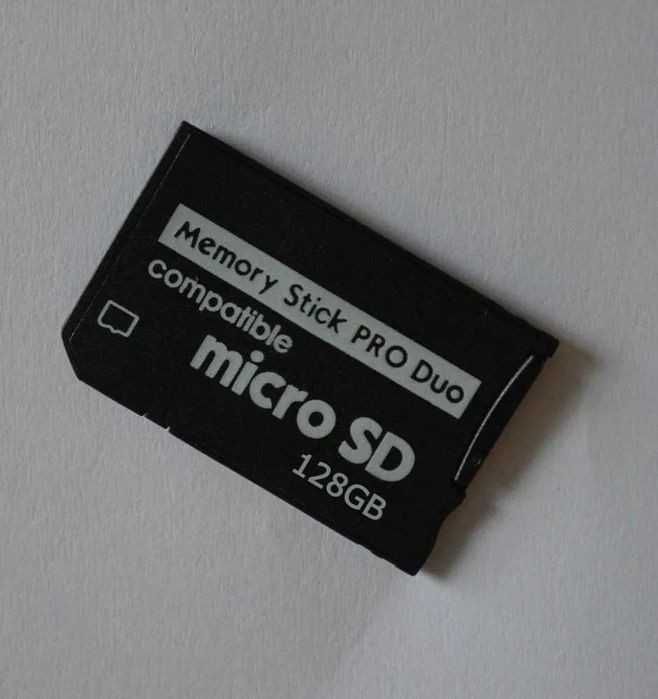 Memory Stick PRO Duo
compatible
micro SD
128GB